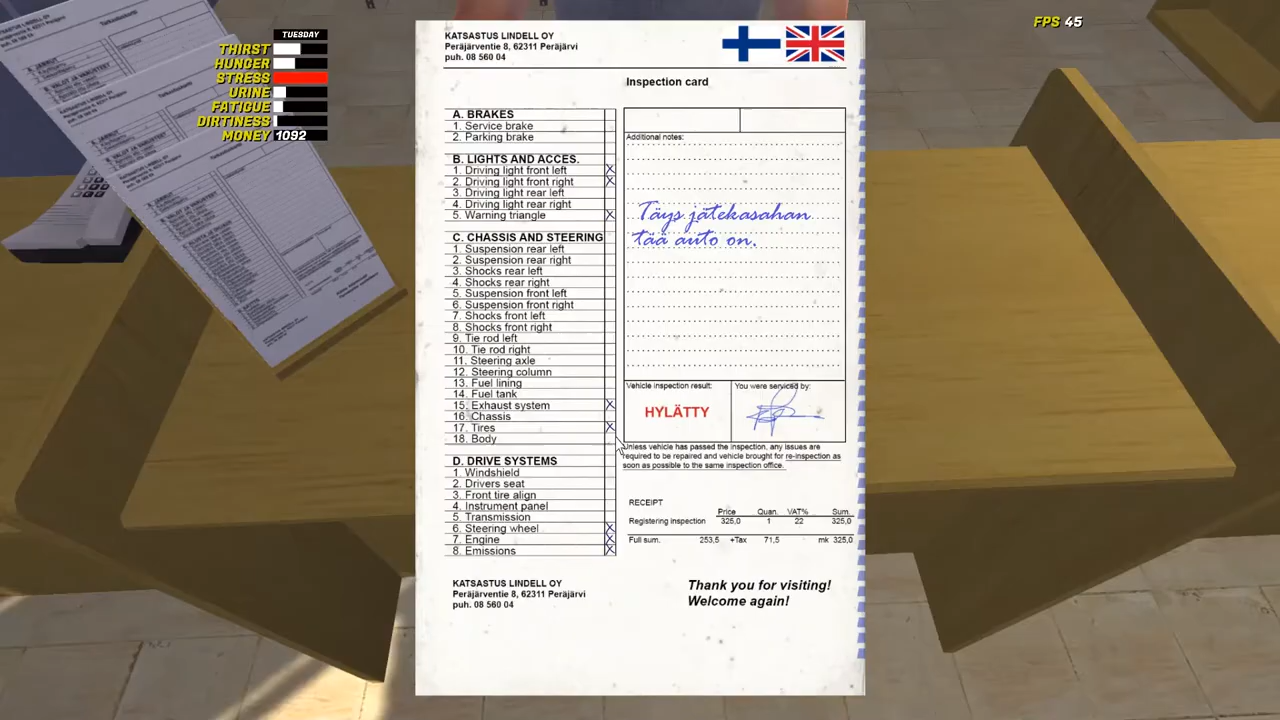 TUESDAY
THIRST
HUNGER
STRESS
URINE
FATIGUE
DIRTINESS
MONEY 1092
FPS 45
KATSASTUS LINDELL OY
Peräjärventie 8, 62311 Peräjärvi
puh. 08 560 04
Inspection card
A. BRAKES
1. Service brake
2. Parking brake
B. LIGHTS AND ACCES.
1. Driving light front left X
2. Driving light front right X
3. Driving light rear left
4. Driving light rear right
5. Warning triangle X
C. CHASSIS AND STEERING
1. Suspension rear left
2. Suspension rear right
3. Shocks rear left
4. Shocks rear right
5. Suspension front left
6. Suspension front right
7. Shocks front left
8. Shocks front right
9. Tie rod left
10. Tie rod right
11. Steering axle
12. Steering column
13. Fuel lining
14. Fuel tank
15. Exhaust system X
16. Chassis
17. Tires X
18. Body
D. DRIVE SYSTEMS
1. Windshield
2. Drivers seat
3. Front tire align
4. Instrument panel
5. Transmission
6. Steering wheel X
7. Engine X
8. Emissions X
Additional notes:
Täys jätekasahan
tää auto on.
Vehicle inspection result:
HYLÄTTY
You were serviced by:
Unless vehicle has passed the inspection, any issues are
required to be repaired and vehicle brought for re-inspection as
soon as possible to the same inspection office.
RECEIPT
Price Quan. VAT% Sum.
Registering inspection 325,0 1 22 325,0
Full sum. 253,5 +Tax 71,5 mk 325,0
KATSASTUS LINDELL OY
Peräjärventie 8, 62311 Peräjärvi
puh. 08 560 04
Thank you for visiting!
Welcome again!